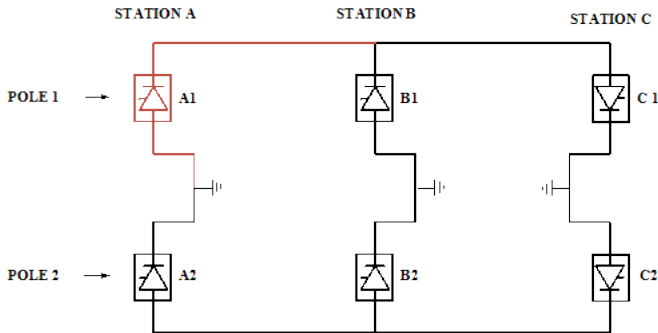 STATION A
STATION B
STATION C
POLE 1
A1
B1
C 1
POLE 2
A2
B2
C2